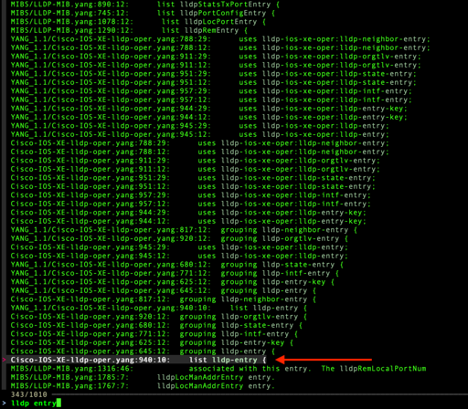 MIBS/LLDP-MIB.yang:890:12:      list lldpStatsTxPortEntry {
MIBS/LLDP-MIB.yang:745:12:      list lldpPortConfigEntry {
MIBS/LLDP-MIB.yang:1078:12:      list lldpLocPortEntry {
MIBS/LLDP-MIB.yang:1290:12:      list lldpRemEntry {
YANG_1.1/Cisco-IOS-XE-lldp-oper.yang:788:29:      uses lldp-ios-xe-oper:lldp-neighbor-entry;
YANG_1.1/Cisco-IOS-XE-lldp-oper.yang:788:12:      uses lldp-ios-xe-oper:lldp-neighbor-entry;
YANG_1.1/Cisco-IOS-XE-lldp-oper.yang:911:29:      uses lldp-ios-xe-oper:lldp-orgtlv-entry;
YANG_1.1/Cisco-IOS-XE-lldp-oper.yang:911:12:      uses lldp-ios-xe-oper:lldp-orgtlv-entry;
YANG_1.1/Cisco-IOS-XE-lldp-oper.yang:951:29:      uses lldp-ios-xe-oper:lldp-state-entry;
YANG_1.1/Cisco-IOS-XE-lldp-oper.yang:951:12:      uses lldp-ios-xe-oper:lldp-state-entry;
YANG_1.1/Cisco-IOS-XE-lldp-oper.yang:957:29:      uses lldp-ios-xe-oper:lldp-intf-entry;
YANG_1.1/Cisco-IOS-XE-lldp-oper.yang:957:12:      uses lldp-ios-xe-oper:lldp-intf-entry;
YANG_1.1/Cisco-IOS-XE-lldp-oper.yang:944:29:      uses lldp-ios-xe-oper:lldp-entry-key;
YANG_1.1/Cisco-IOS-XE-lldp-oper.yang:944:12:      uses lldp-ios-xe-oper:lldp-entry-key;
YANG_1.1/Cisco-IOS-XE-lldp-oper.yang:945:29:      uses lldp-ios-xe-oper:lldp-entry;
YANG_1.1/Cisco-IOS-XE-lldp-oper.yang:945:12:      uses lldp-ios-xe-oper:lldp-entry;
Cisco-IOS-XE-lldp-oper.yang:788:29:      uses lldp-ios-xe-oper:lldp-neighbor-entry;
Cisco-IOS-XE-lldp-oper.yang:788:12:      uses lldp-ios-xe-oper:lldp-neighbor-entry;
Cisco-IOS-XE-lldp-oper.yang:911:29:      uses lldp-ios-xe-oper:lldp-orgtlv-entry;
Cisco-IOS-XE-lldp-oper.yang:911:12:      uses lldp-ios-xe-oper:lldp-orgtlv-entry;
Cisco-IOS-XE-lldp-oper.yang:951:29:      uses lldp-ios-xe-oper:lldp-state-entry;
Cisco-IOS-XE-lldp-oper.yang:951:12:      uses lldp-ios-xe-oper:lldp-state-entry;
Cisco-IOS-XE-lldp-oper.yang:957:29:      uses lldp-ios-xe-oper:lldp-intf-entry;
Cisco-IOS-XE-lldp-oper.yang:957:12:      uses lldp-ios-xe-oper:lldp-intf-entry;
Cisco-IOS-XE-lldp-oper.yang:944:29:      uses lldp-ios-xe-oper:lldp-entry-key;
Cisco-IOS-XE-lldp-oper.yang:944:12:      uses lldp-ios-xe-oper:lldp-entry-key;
YANG_1.1/Cisco-IOS-XE-lldp-oper.yang:817:12:  grouping lldp-neighbor-entry {
YANG_1.1/Cisco-IOS-XE-lldp-oper.yang:920:12:  grouping lldp-orgtlv-entry {
Cisco-IOS-XE-lldp-oper.yang:945:29:      uses lldp-ios-xe-oper:lldp-entry;
Cisco-IOS-XE-lldp-oper.yang:945:12:      uses lldp-ios-xe-oper:lldp-entry;
YANG_1.1/Cisco-IOS-XE-lldp-oper.yang:680:12:  grouping lldp-state-entry {
YANG_1.1/Cisco-IOS-XE-lldp-oper.yang:771:12:  grouping lldp-intf-entry {
YANG_1.1/Cisco-IOS-XE-lldp-oper.yang:625:12:  grouping lldp-entry-key {
YANG_1.1/Cisco-IOS-XE-lldp-oper.yang:645:12:  grouping lldp-entry {
Cisco-IOS-XE-lldp-oper.yang:817:12:  grouping lldp-neighbor-entry {
YANG_1.1/Cisco-IOS-XE-lldp-oper.yang:940:10:    list lldp-entry {
Cisco-IOS-XE-lldp-oper.yang:920:12:  grouping lldp-orgtlv-entry {
Cisco-IOS-XE-lldp-oper.yang:680:12:  grouping lldp-state-entry {
Cisco-IOS-XE-lldp-oper.yang:771:12:  grouping lldp-intf-entry {
Cisco-IOS-XE-lldp-oper.yang:625:12:  grouping lldp-entry-key {
Cisco-IOS-XE-lldp-oper.yang:645:12:  grouping lldp-entry {
> Cisco-IOS-XE-lldp-oper.yang:940:10:    list lldp-entry {
MIBS/LLDP-MIB.yang:1316:46:      associated with this entry.  The lldpRemLocalPortNum
MIBS/LLDP-MIB.yang:1785:7:      lldpLocManAddrEntry entry.
MIBS/LLDP-MIB.yang:1767:7:      lldpLocManAddrEntry entry.
343/1010
> lldp entry